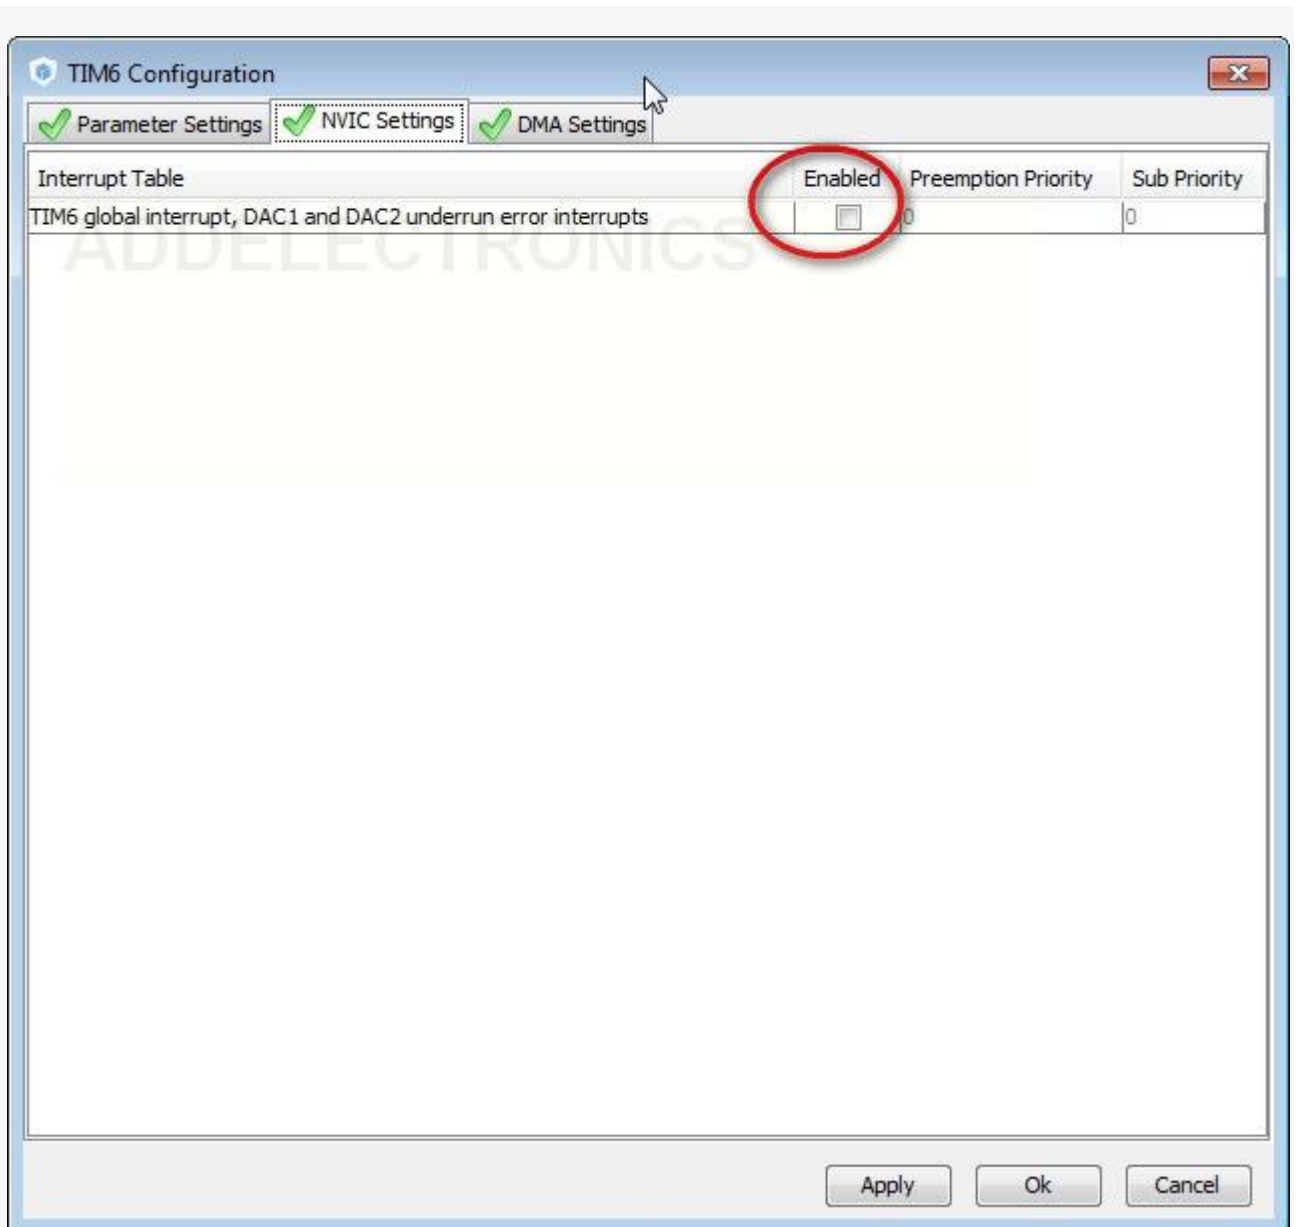 TIM6 Configuration
Parameter Settings NVIC Settings DMA Settings
Interrupt Table Enabled Preemption Priority Sub Priority
TIM6 global interrupt, DAC1 and DAC2 underrun error interrupts 0 0
ADDELECTRONICS
Apply Ok Cancel